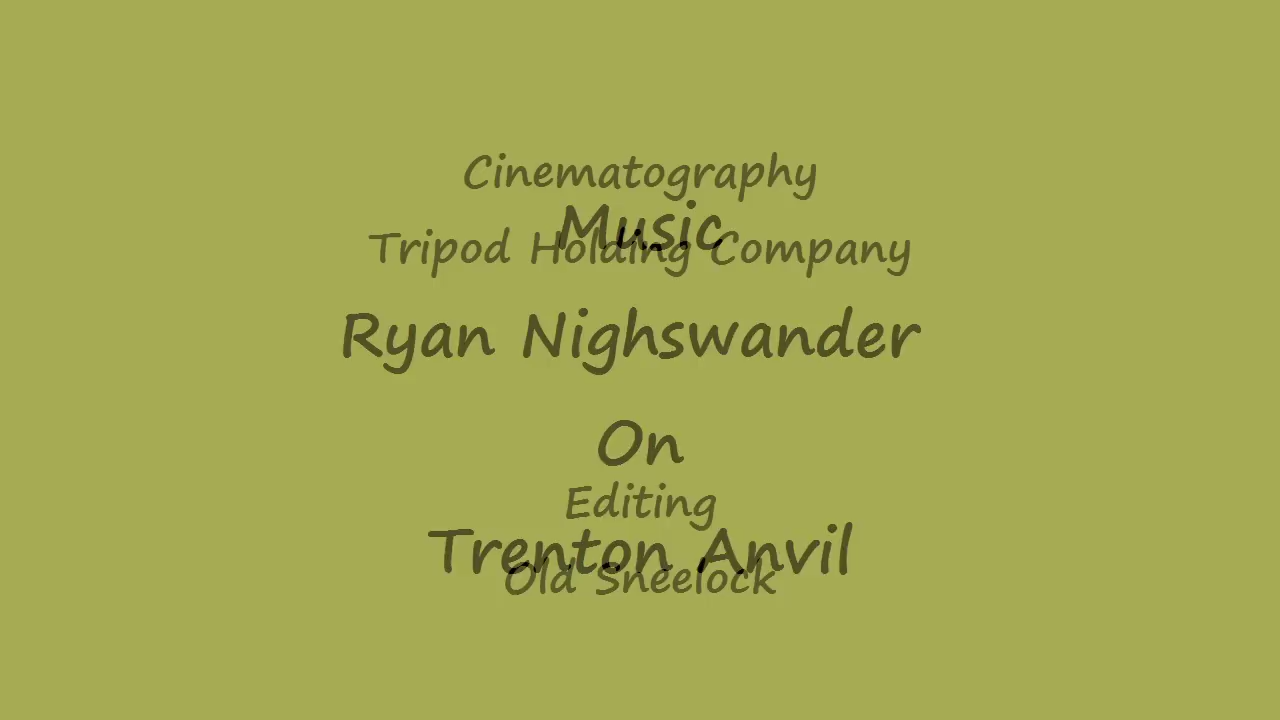 Cinematography
Music
Tripod Holding Company
Ryan Nighswander
On
Editing
Trenton Anvil
Old Sneelock